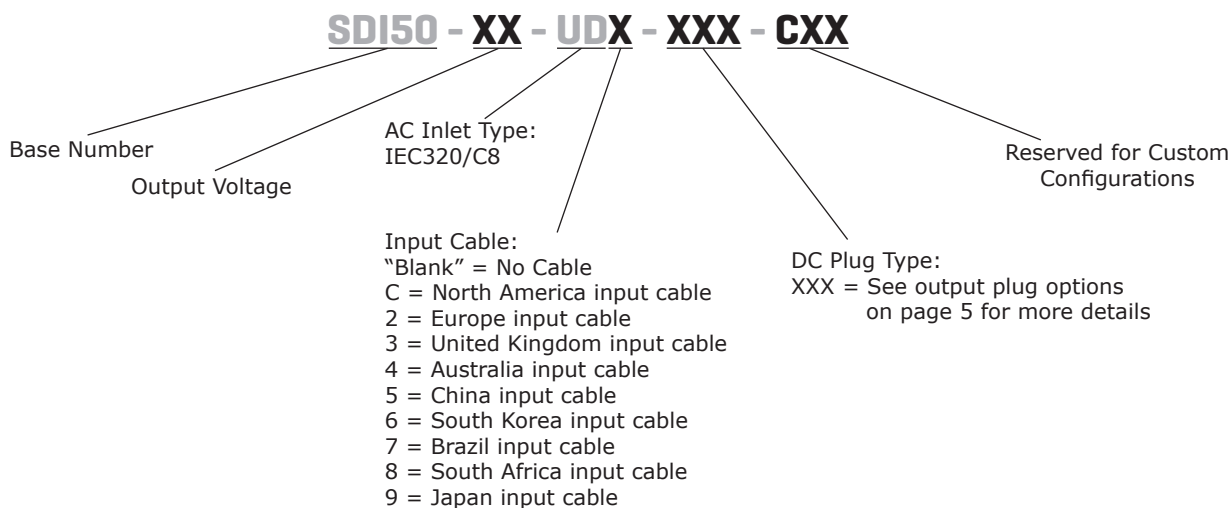 SDI50 - XX - UDX - XXX - CXX
Base Number
Output Voltage
AC Inlet Type:
IEC320/C8
Input Cable:
“Blank” = No Cable
C = North America input cable
2 = Europe input cable
3 = United Kingdom input cable
4 = Australia input cable
5 = China input cable
6 = South Korea input cable
7 = Brazil input cable
8 = South Africa input cable
9 = Japan input cable
DC Plug Type:
XXX = See output plug options
on page 5 for more details
Reserved for Custom
Configurations